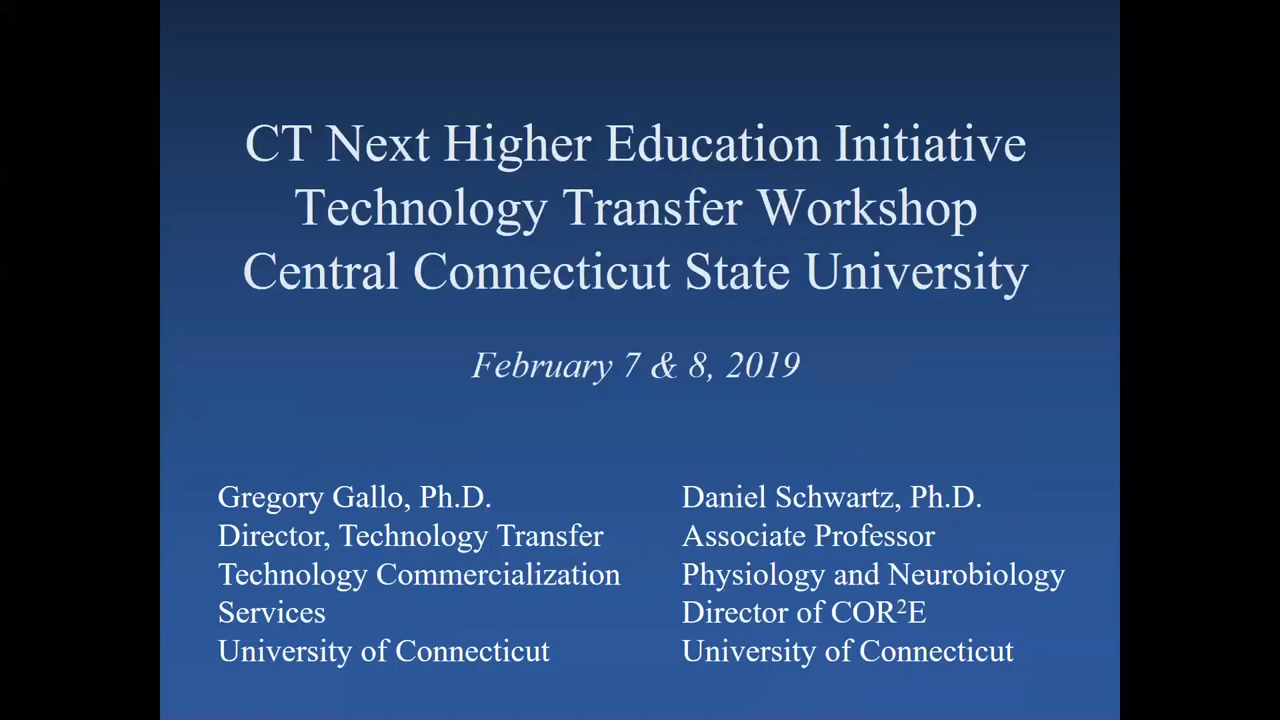 CT Next Higher Education Initiative
Technology Transfer Workshop
Central Connecticut State University
February 7 & 8, 2019
Gregory Gallo, Ph.D.
Director, Technology Transfer
Technology Commercialization
Services
University of Connecticut
Daniel Schwartz, Ph.D.
Associate Professor
Physiology and Neurobiology
Director of COR²E
University of Connecticut